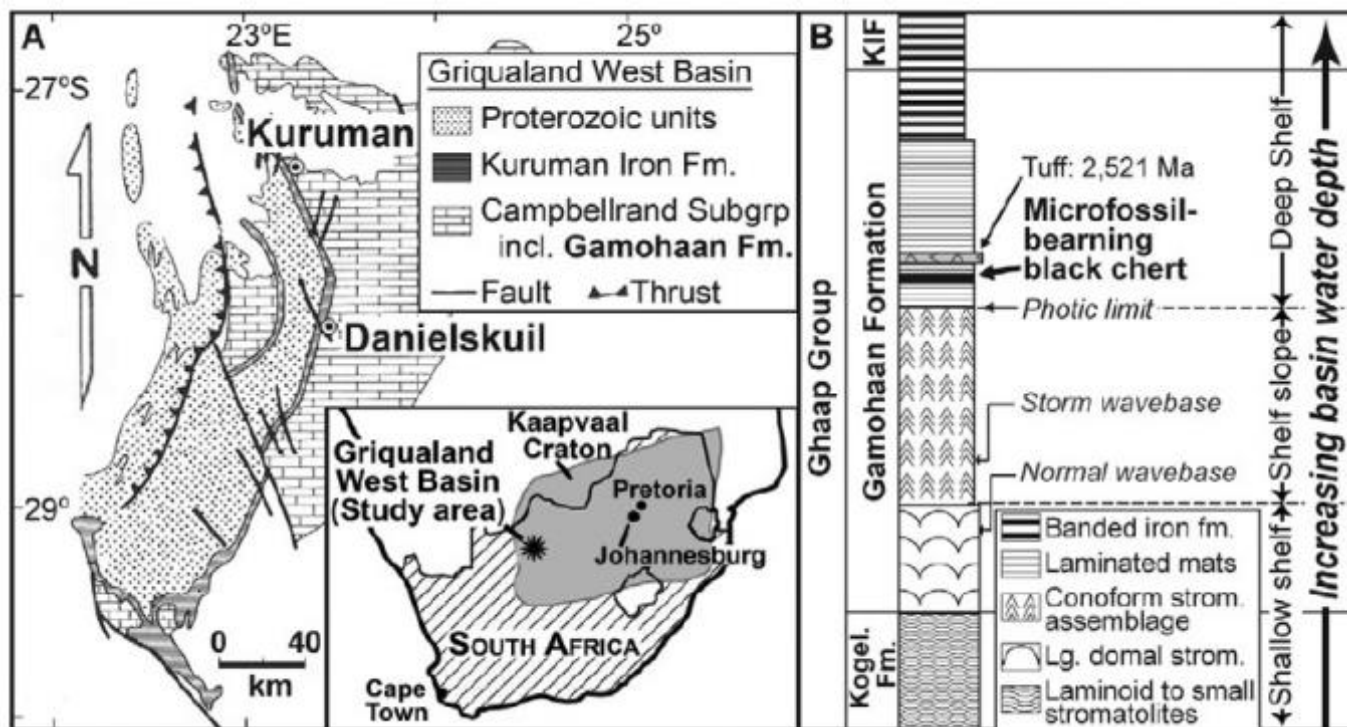 A
23ºE
25º
27ºS
29º
N
Kuruman
Danielskuil
Griqualand West Basin
Proterozoic units
Kuruman Iron Fm.
Campbellrand Subgrp
incl. Gamohaan Fm.
Fault
Thrust
0
40
km
Kaapvaal
Craton
Griqualand
West Basin
(Study area)
Pretoria
Johannesburg
SOUTH AFRICA
Cape
Town
B
Ghaap Group
KIF
Gamohaan Formation
Kogel.
Fm.
Tuff: 2,521 Ma
Microfossil-
bearning
black chert
Photic limit
Storm wavebase
Normal wavebase
Banded iron fm.
Laminated mats
Conoform strom.
assemblage
Lg. domal strom.
Laminoid to small
stromatolites
Deep Shelf
Shelf slope
Shallow shelf
Increasing basin water depth